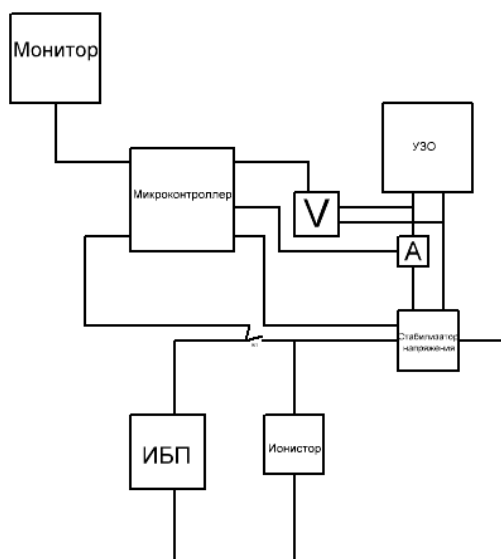 Монитор
УЗО
Микроконтроллер
V
A
Стабилизатор
напряжения
ИБП
Ионистор